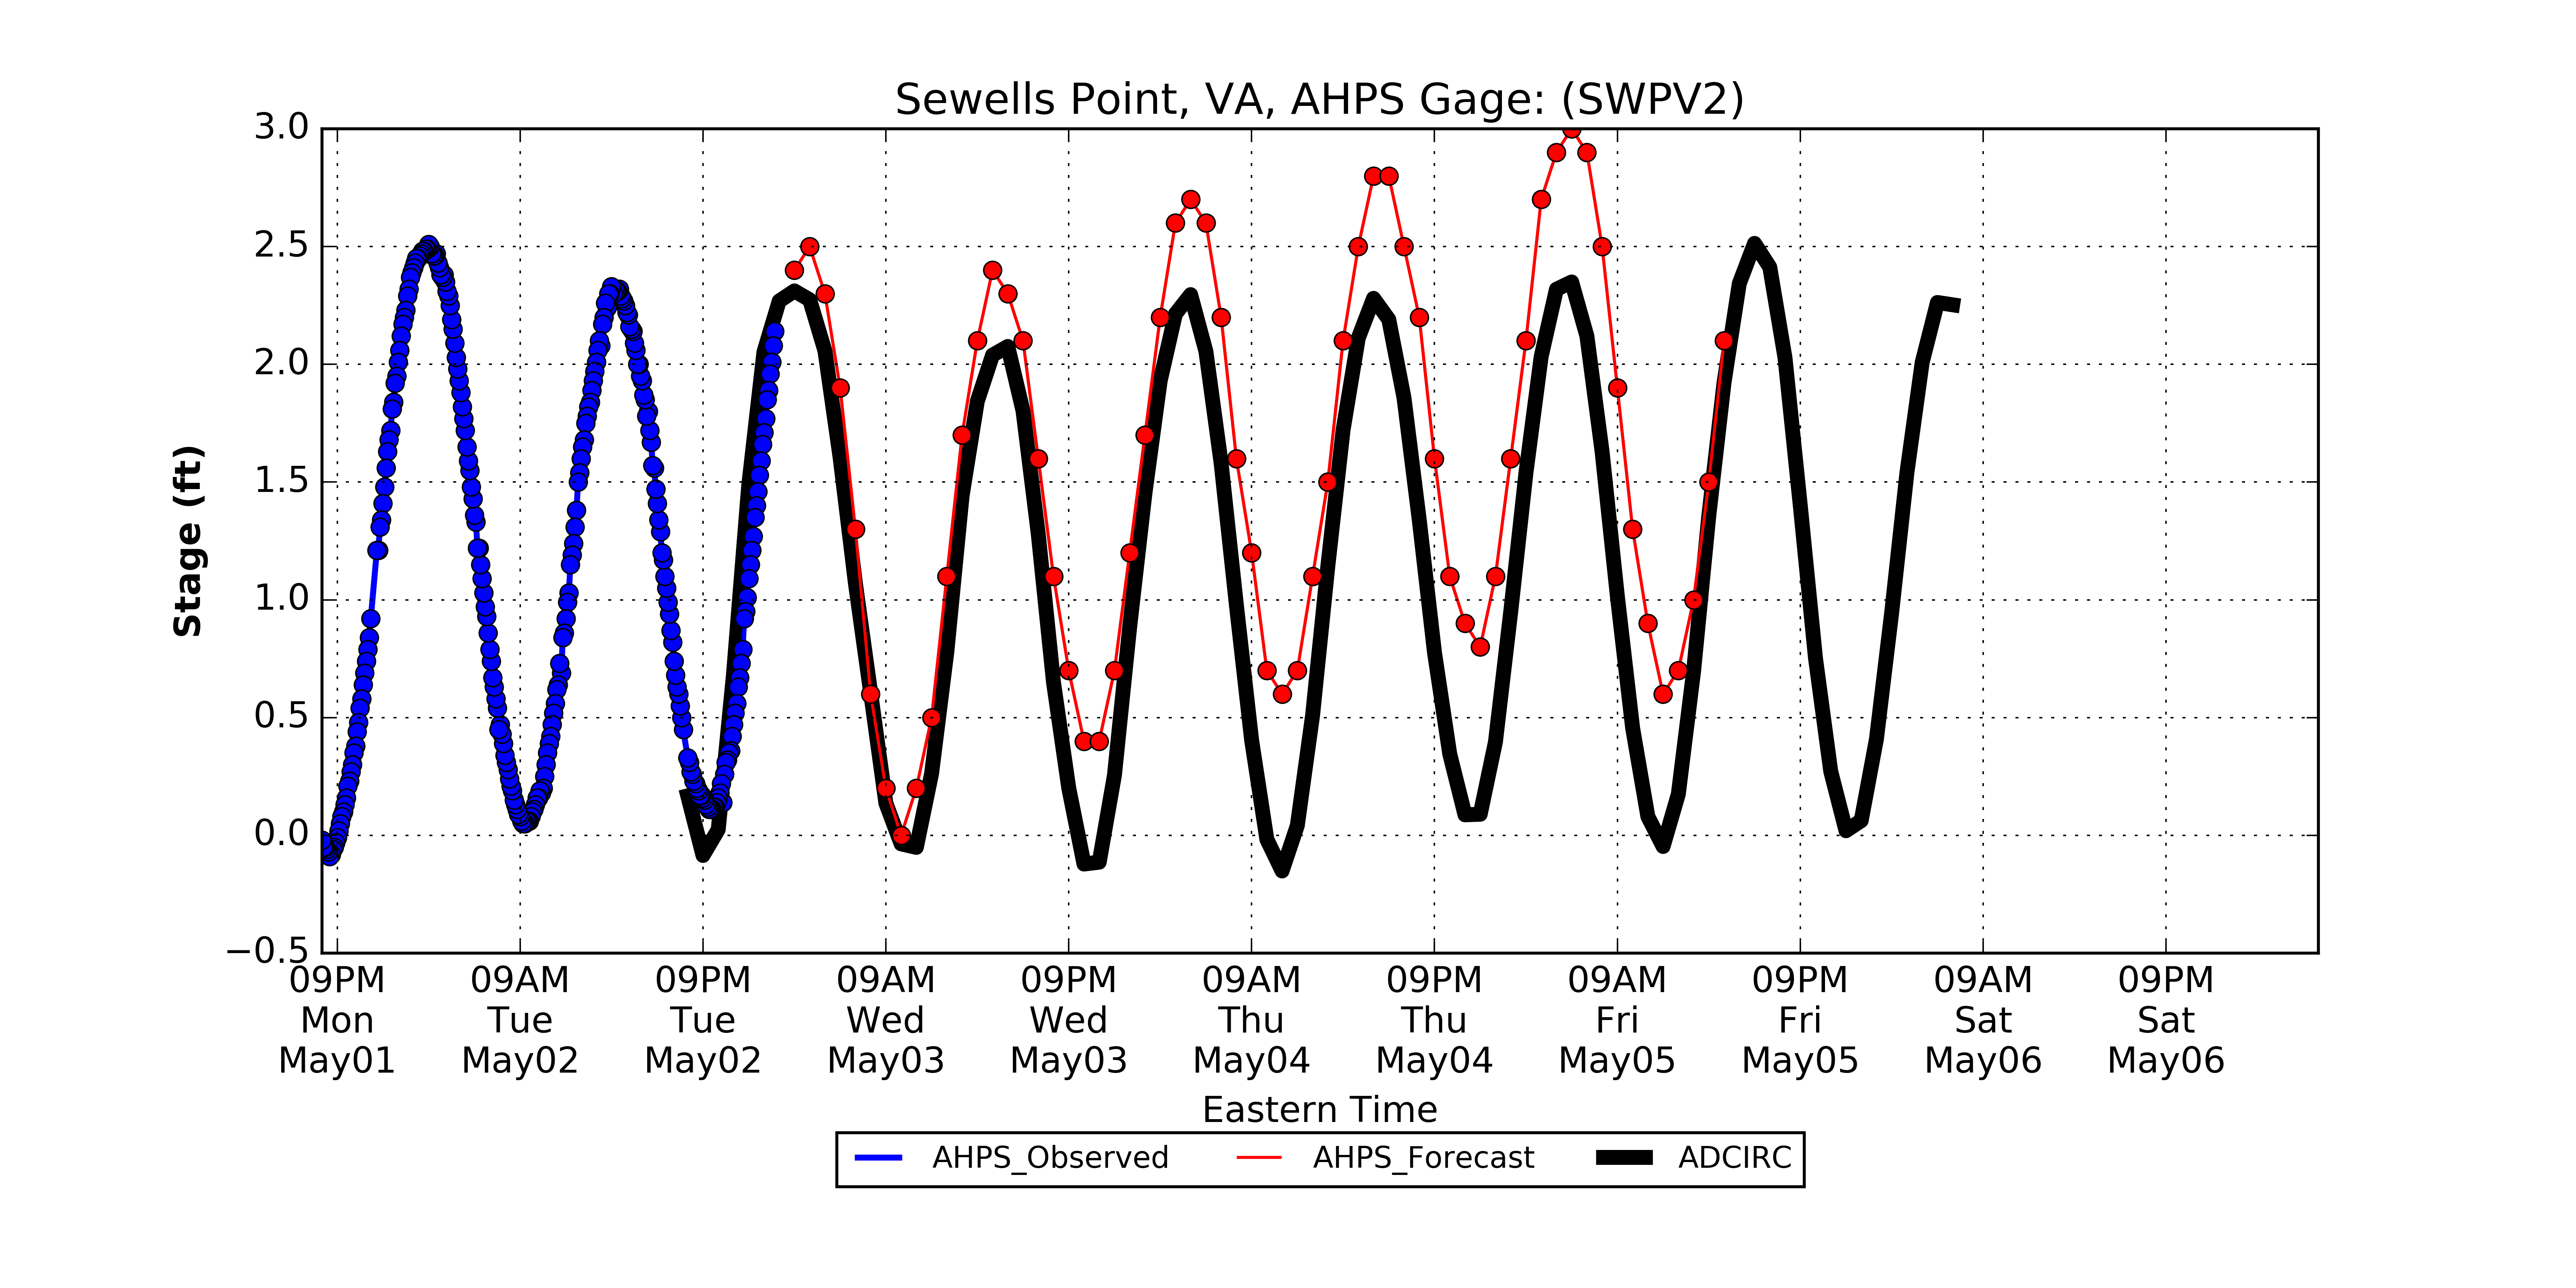 Sewells Point, VA, AHPS Gage: (SWPV2)
3.0
2.5
2.0
1.5
1.0
0.5
0.0
−0.5
Stage (ft)
09PM
Mon
May01
09AM
Tue
May02
09PM
Tue
May02
09AM
Wed
May03
09PM
Wed
May03
09AM
Thu
May04
09PM
Thu
May04
09AM
Fri
May05
09PM
Fri
May05
09AM
Sat
May06
09PM
Sat
May06
Eastern Time
AHPS_Observed
AHPS_Forecast
ADCIRC